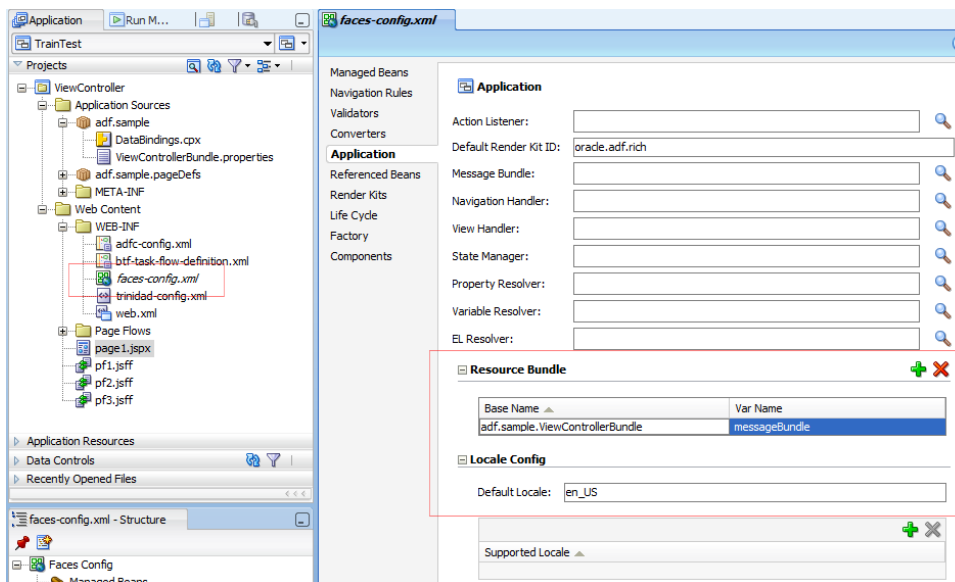 Application
Run M...
TrainTest
Projects
ViewController
Application Sources
adf.sample
DataBindings.cpx
ViewControllerBundle.properties
adf.sample.pageDefs
META-INF
Web Content
WEB-INF
adfc-config.xml
btf-task-flow-definition.xml
faces-config.xml
trinidad-config.xml
web.xml
Page Flows
page1.jspx
pf1.jsff
pf2.jsff
pf3.jsff
Application Resources
Data Controls
Recently Opened Files
faces-config.xml - Structure
Faces Config
Managed Beans
faces-config.xml
Managed Beans
Navigation Rules
Validators
Converters
Application
Referenced Beans
Render Kits
Life Cycle
Factory
Components
Application
Action Listener:
Default Render Kit ID: oracle.adf.rich
Message Bundle:
Navigation Handler:
View Handler:
State Manager:
Property Resolver:
Variable Resolver:
EL Resolver:
Resource Bundle
Base Name Var Name
adf.sample.ViewControllerBundle messageBundle
Locale Config
Default Locale: en_US
Supported Locale